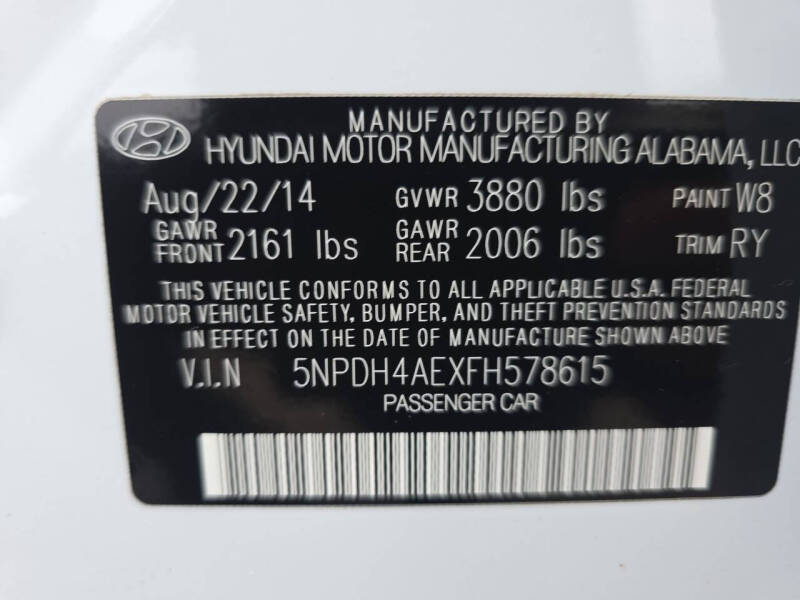 MANUFACTURED BY
HYUNDAI MOTOR MANUFACTURING ALABAMA, LLC
Aug/22/14 GVWR 3880 lbs PAINT W8
GAWR FRONT 2161 lbs GAWR REAR 2006 lbs TRIM RY
THIS VEHICLE CONFORMS TO ALL APPLICABLE U.S.A. FEDERAL
MOTOR VEHICLE SAFETY, BUMPER, AND THEFT PREVENTION STANDARDS
IN EFFECT ON THE DATE OF MANUFACTURE SHOWN ABOVE
V.I.N 5NPDH4AEXFH578615
PASSENGER CAR